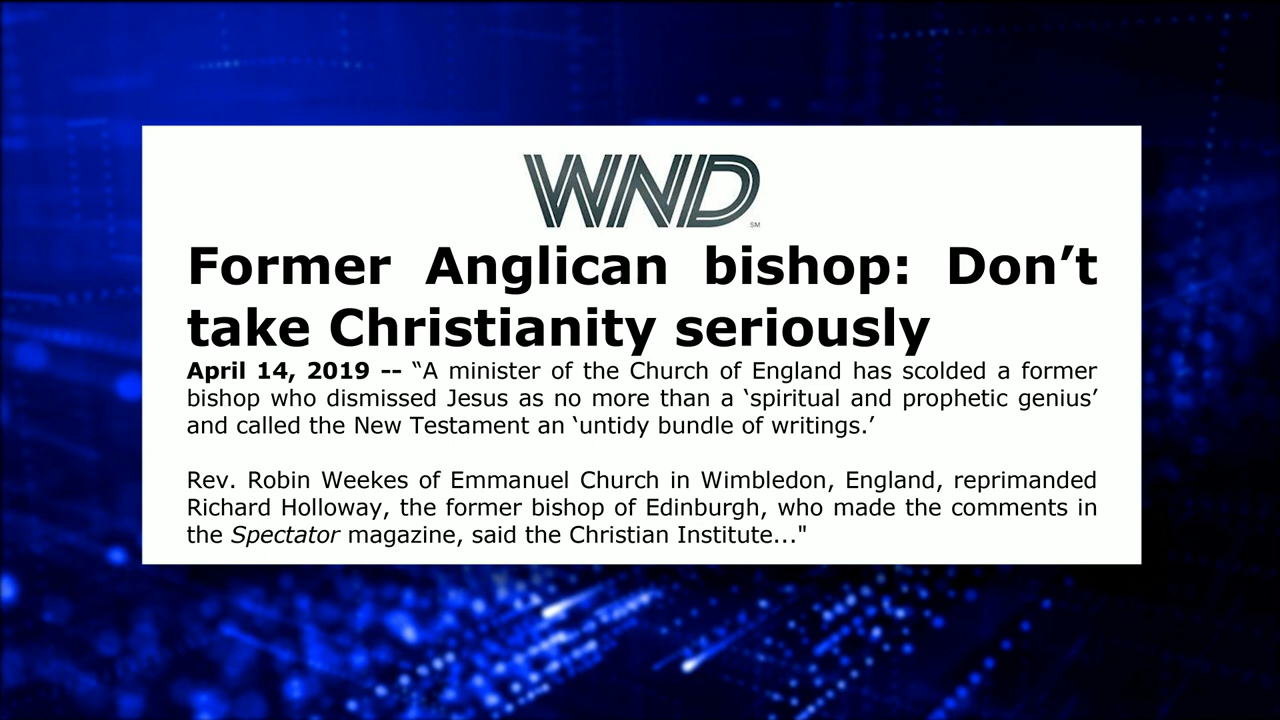 WND
SM
Former Anglican bishop: Don’t
take Christianity seriously
April 14, 2019 -- “A minister of the Church of England has scolded a former
bishop who dismissed Jesus as no more than a ‘spiritual and prophetic genius’
and called the New Testament an ‘untidy bundle of writings.’
Rev. Robin Weekes of Emmanuel Church in Wimbledon, England, reprimanded
Richard Holloway, the former bishop of Edinburgh, who made the comments in
the Spectator magazine, said the Christian Institute..."